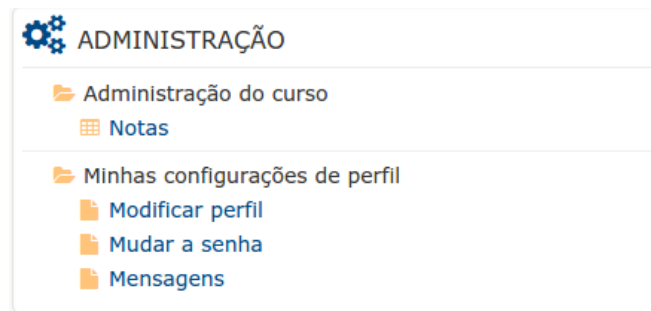 ADMINISTRAÇÃO
Administração do curso
Notas
Minhas configurações de perfil
Modificar perfil
Mudar a senha
Mensagens